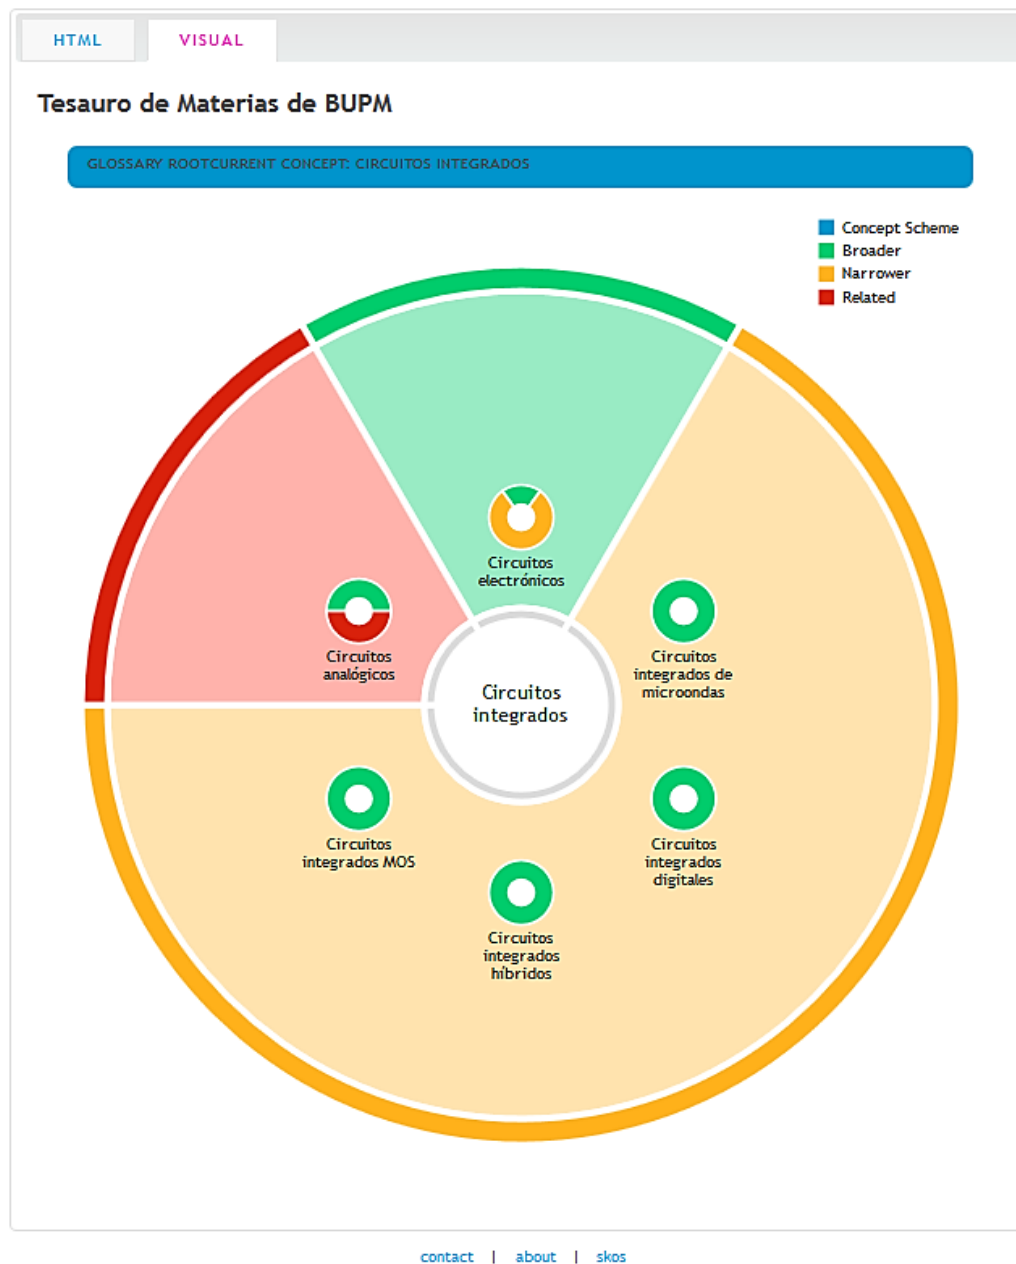 HTML
VISUAL
Tesauro de Materias de BUPM
GLOSSARY ROOTCURRENT CONCEPT: CIRCUITOS INTEGRADOS
Concept Scheme
Broader
Narrower
Related
Circuitos
electrónicos
Circuitos
analógicos
Circuitos
integrados de
microondas
Circuitos
integrados
Circuitos
integrados MOS
Circuitos
integrados
digitales
Circuitos
integrados
híbridos
contact | about | skos